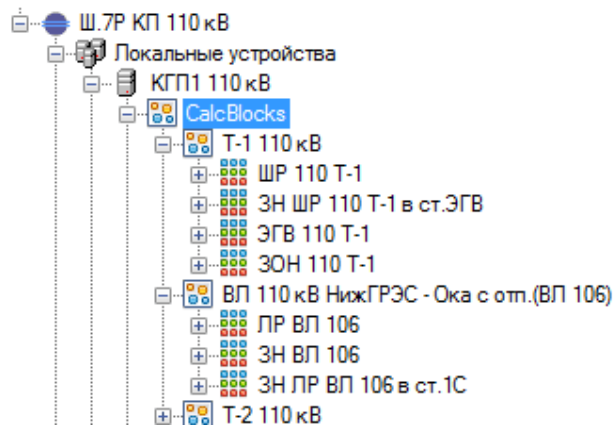 Ш.7Р КП 110 кВ
Локальные устройства
КГП1 110 кВ
CalcBlocks
Т-1 110 кВ
ШР 110 Т-1
ЗН ШР 110 Т-1 в ст.ЭГВ
ЭГВ 110 Т-1
ЗОН 110 Т-1
ВЛ 110 кВ НижГРЭС - Ока с отп.(ВЛ 106)
ЛР ВЛ 106
ЗН ВЛ 106
ЗН ЛР ВЛ 106 в ст.1С
Т-2 110 кВ